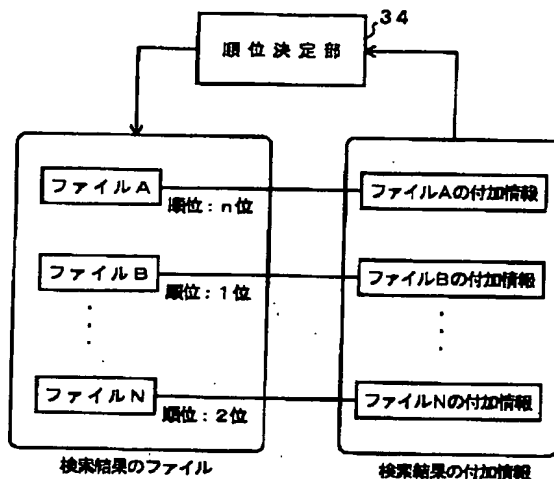 34
順位決定部
ファイルA
ファイルAの付加情報
順位：n位
ファイルB
ファイルBの付加情報
順位：1位
ファイルN
ファイルNの付加情報
順位：2位
検索結果のファイル
検索結果の付加情報